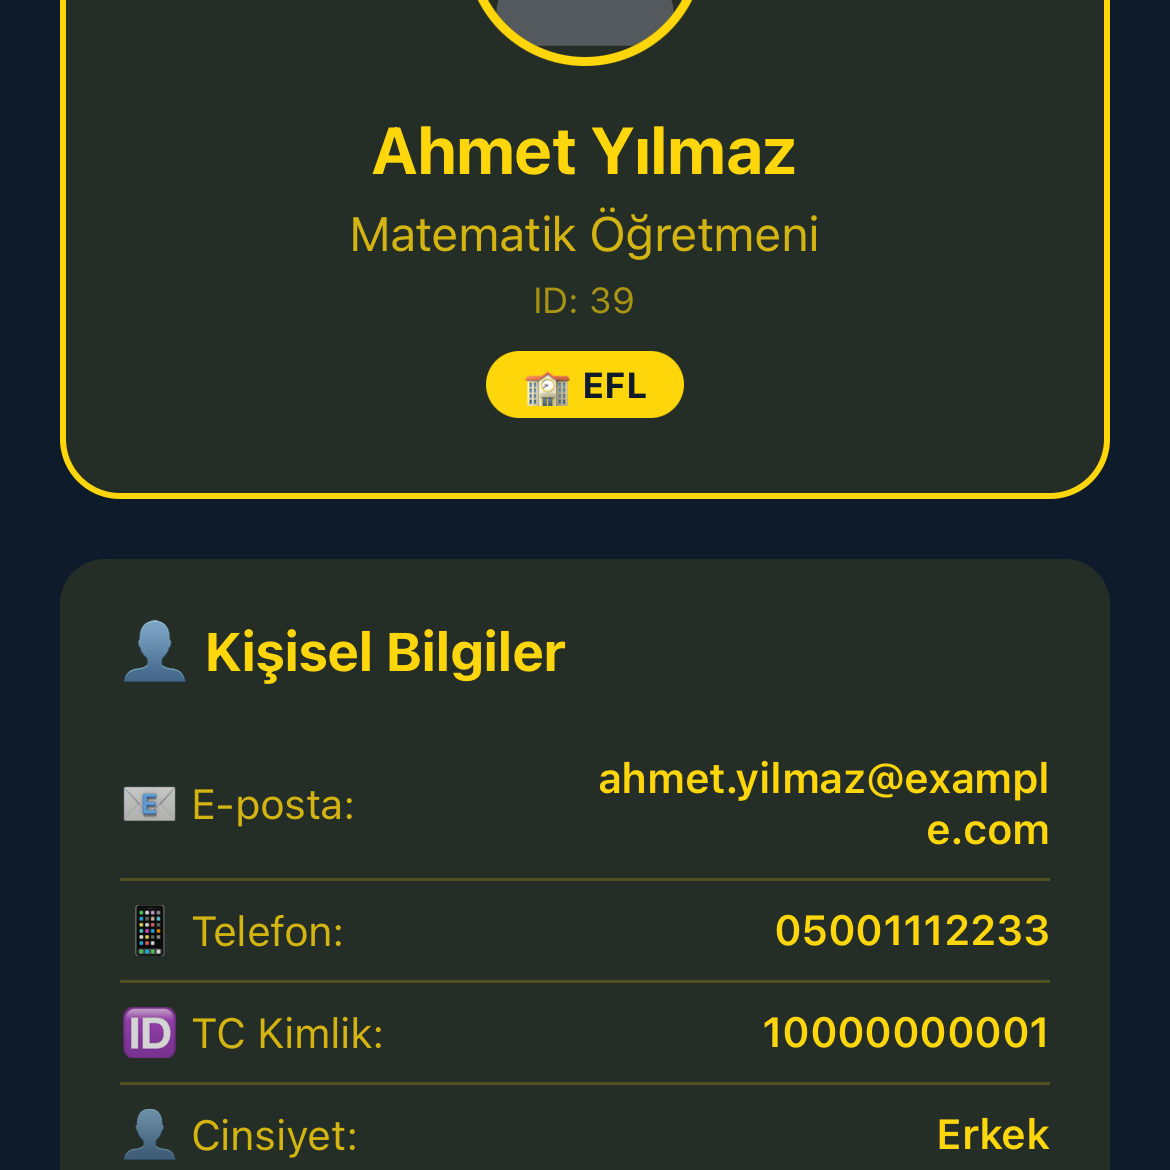 Ahmet Yılmaz
Matematik Öğretmeni
ID: 39
EFL
Kişisel Bilgiler
E-posta: ahmet.yilmaz@exampl
e.com
Telefon: 05001112233
TC Kimlik: 10000000001
Cinsiyet: Erkek